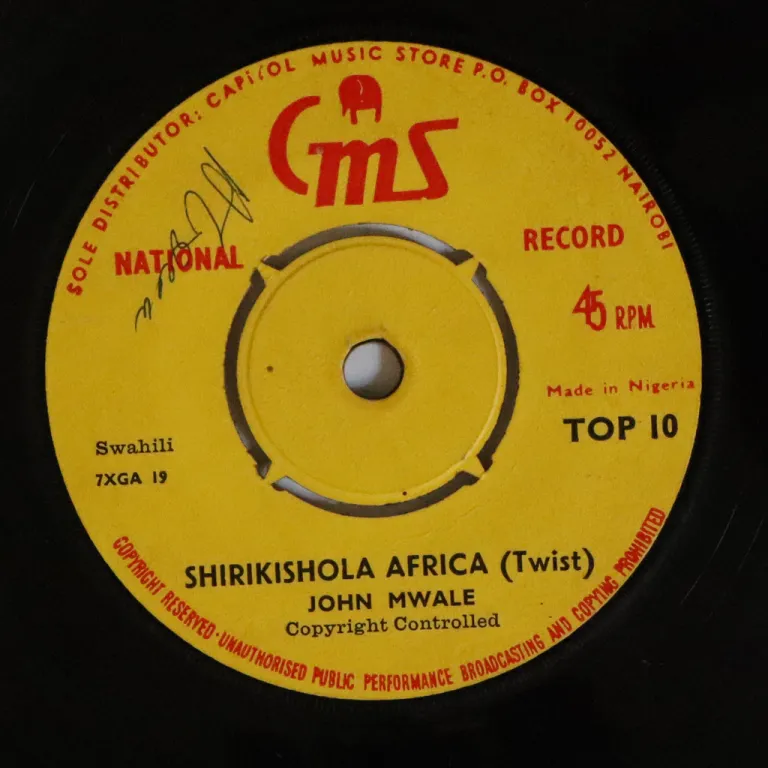 SOLE DISTRIBUTOR: CAPITOL MUSIC STORE P.O. BOX 10052 NAIROBI
CMS
NATIONAL RECORD
45 R.P.M.
Made in Nigeria
TOP 10
Swahili
7XGA 19
SHIRIKISHOLA AFRICA (Twist)
JOHN MWALE
Copyright Controlled
COPYRIGHT RESERVED · UNAUTHORISED PUBLIC PERFORMANCE BROADCASTING AND COPYING PROHIBITED